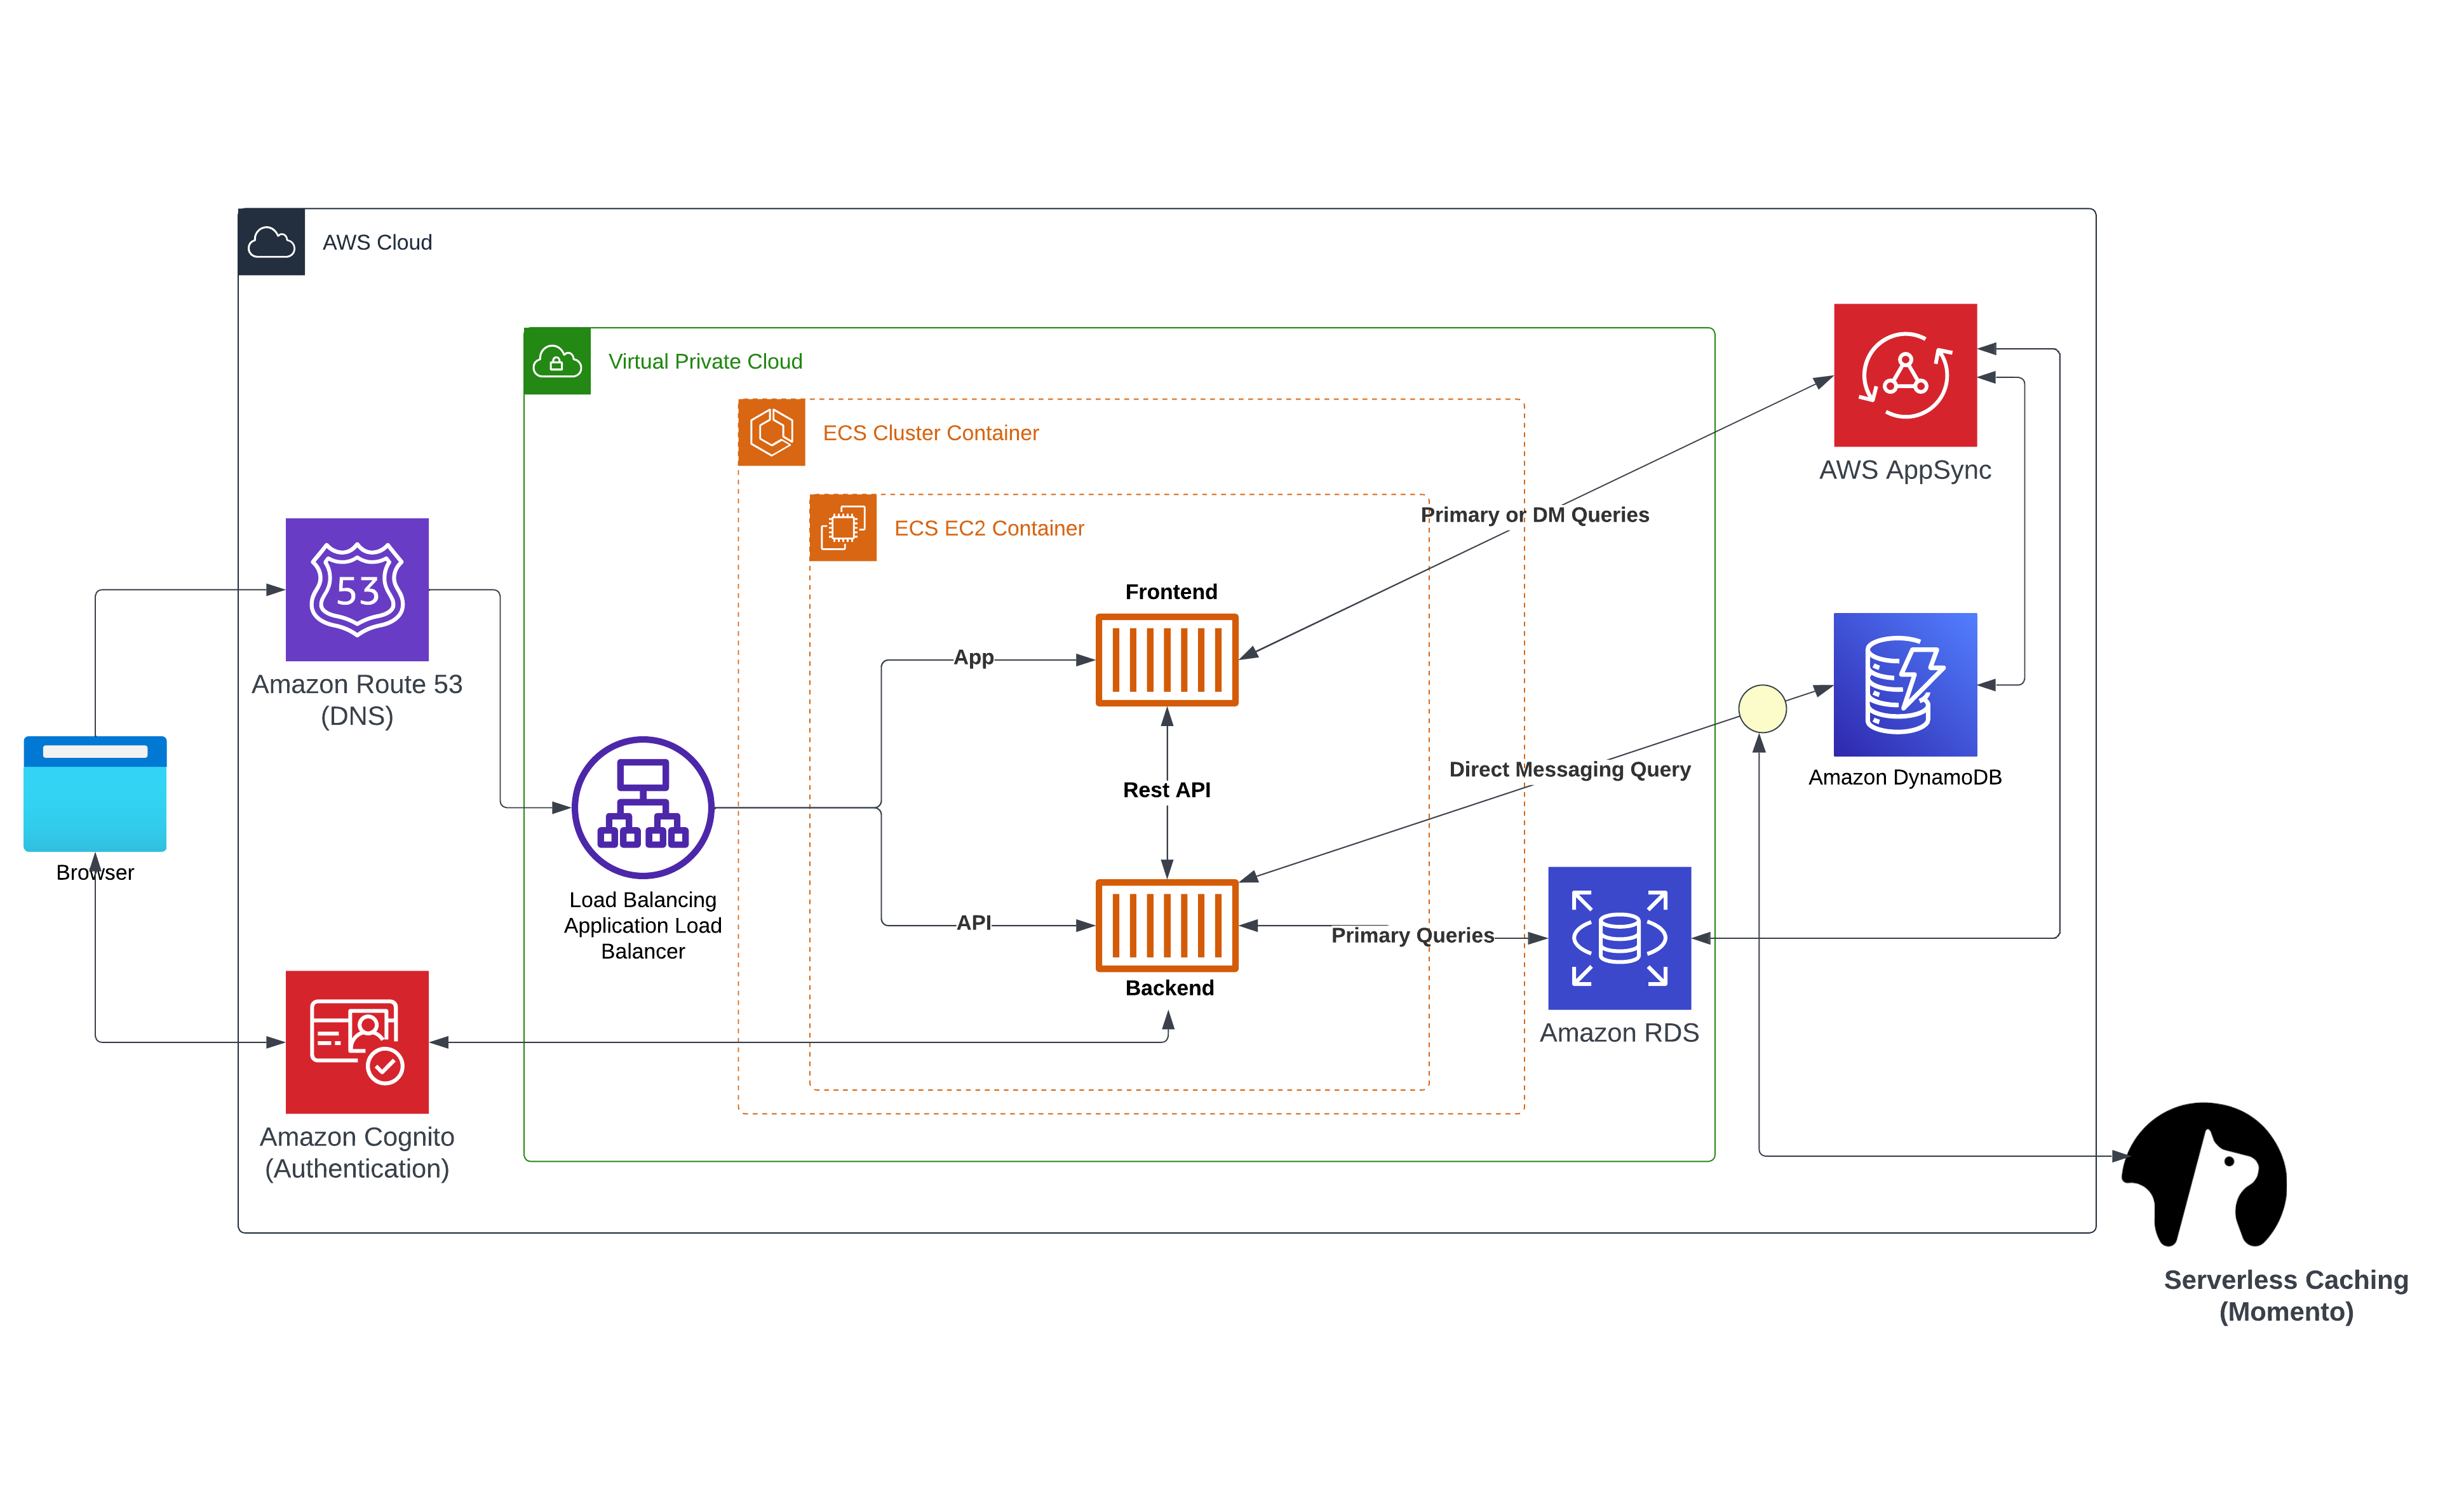 AWS Cloud
Virtual Private Cloud
ECS Cluster Container
ECS EC2 Container
AWS AppSync
Primary or DM Queries
53
Amazon Route 53
(DNS)
Frontend
App
Rest API
Direct Messaging Query
Amazon DynamoDB
Browser
Load Balancing
Application Load
Balancer
API
Primary Queries
Backend
Amazon RDS
Amazon Cognito
(Authentication)
Serverless Caching
(Momento)